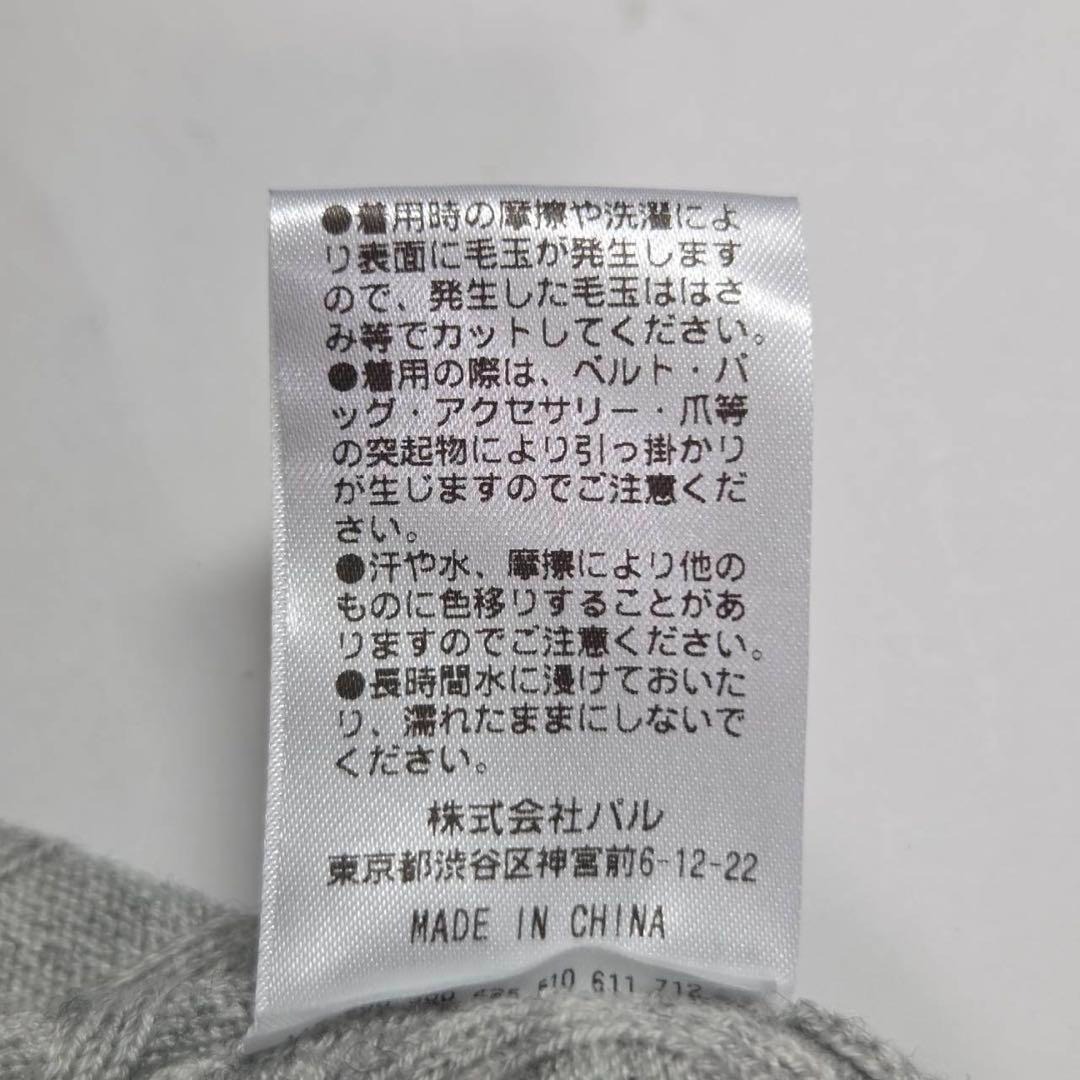 ●着用時の摩擦や洗濯によ
り表面に毛玉が発生します
ので、発生した毛玉ははさ
み等でカットしてください。
●着用の際は、ベルト・バ
ッグ・アクセサリー・爪等
の突起物により引っ掛かり
が生じますのでご注意くだ
さい。
●汗や水、摩擦により他の
ものに色移りすることがあ
りますのでご注意ください。
●長時間水に浸けておいた
り、濡れたままにしないで
ください。
株式会社パル
東京都渋谷区神宮前6-12-22
MADE IN CHINA
610 611 712